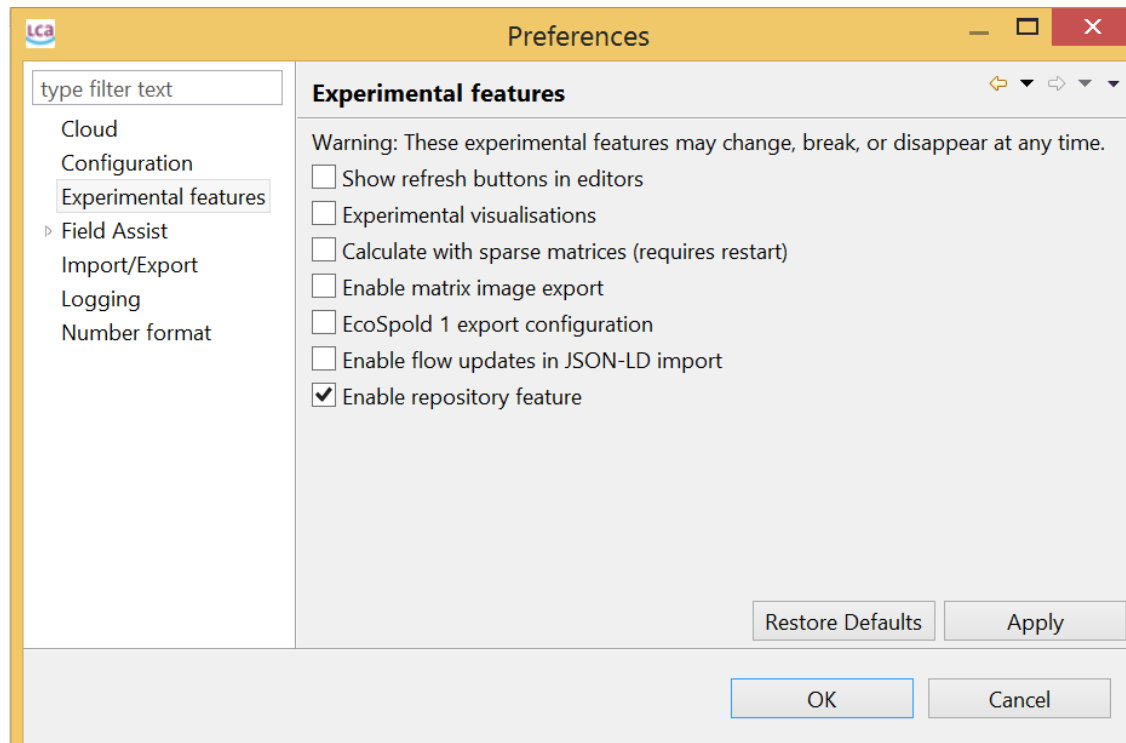 LCA
Preferences
type filter text
Cloud
Configuration
Experimental features
Field Assist
Import/Export
Logging
Number format
Experimental features
Warning: These experimental features may change, break, or disappear at any time.
Show refresh buttons in editors
Experimental visualisations
Calculate with sparse matrices (requires restart)
Enable matrix image export
EcoSpold 1 export configuration
Enable flow updates in JSON-LD import
Enable repository feature
Restore Defaults
Apply
OK
Cancel